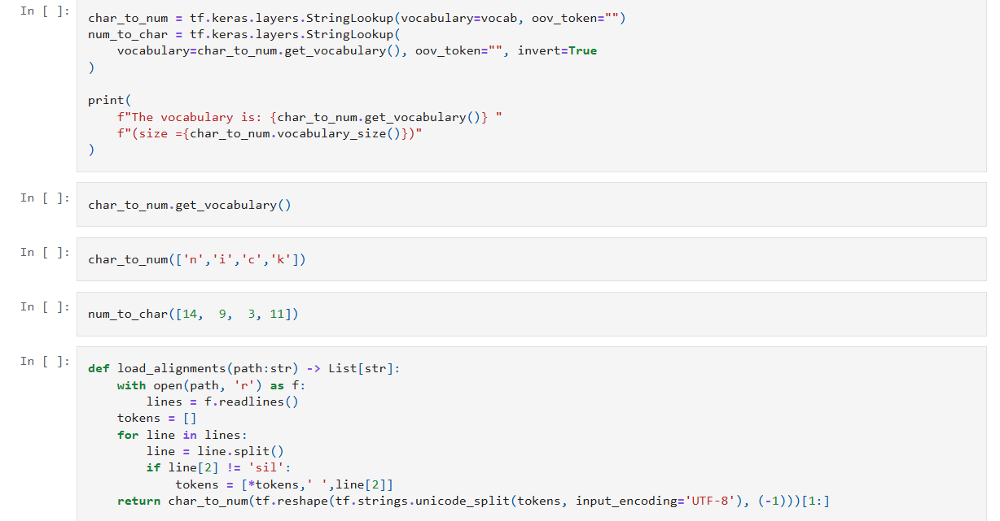 In [ ]:
char_to_num = tf.keras.layers.StringLookup(vocabulary=vocab, oov_token="")
num_to_char = tf.keras.layers.StringLookup(
    vocabulary=char_to_num.get_vocabulary(), oov_token="", invert=True
)

print(
    f"The vocabulary is: {char_to_num.get_vocabulary()} "
    f"(size ={char_to_num.vocabulary_size()})"
)
In [ ]:
char_to_num.get_vocabulary()
In [ ]:
char_to_num(['n','i','c','k'])
In [ ]:
num_to_char([14,  9,  3, 11])
In [ ]:
def load_alignments(path:str) -> List[str]:
    with open(path, 'r') as f:
        lines = f.readlines()
    tokens = []
    for line in lines:
        line = line.split()
        if line[2] != 'sil':
            tokens = [*tokens,' ',line[2]]
    return char_to_num(tf.reshape(tf.strings.unicode_split(tokens, input_encoding='UTF-8'), (-1)))[1:]